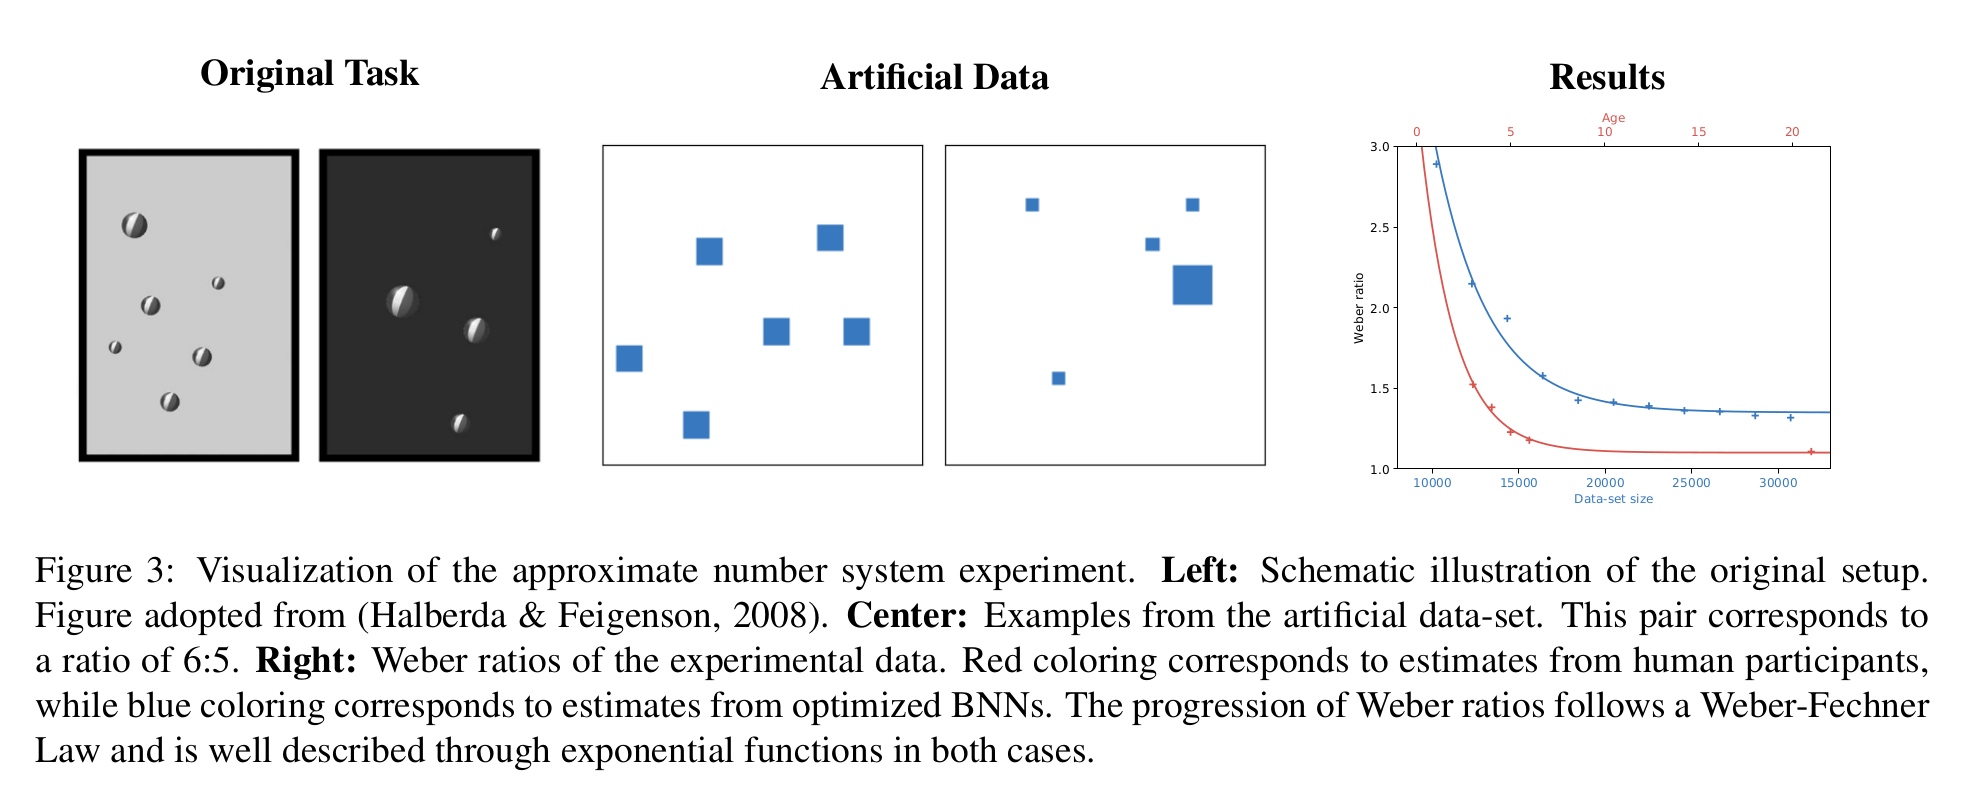 Original Task
Artificial Data
Results
Age
0 5 10 15 20
3.0
2.5
2.0
1.5
1.0
Weber ratio
10000 15000 20000 25000 30000
Data-set size
Figure 3: Visualization of the approximate number system experiment. Left: Schematic illustration of the original setup.
Figure adopted from (Halberda & Feigenson, 2008). Center: Examples from the artificial data-set. This pair corresponds to
a ratio of 6:5. Right: Weber ratios of the experimental data. Red coloring corresponds to estimates from human participants,
while blue coloring corresponds to estimates from optimized BNNs. The progression of Weber ratios follows a Weber-Fechner
Law and is well described through exponential functions in both cases.